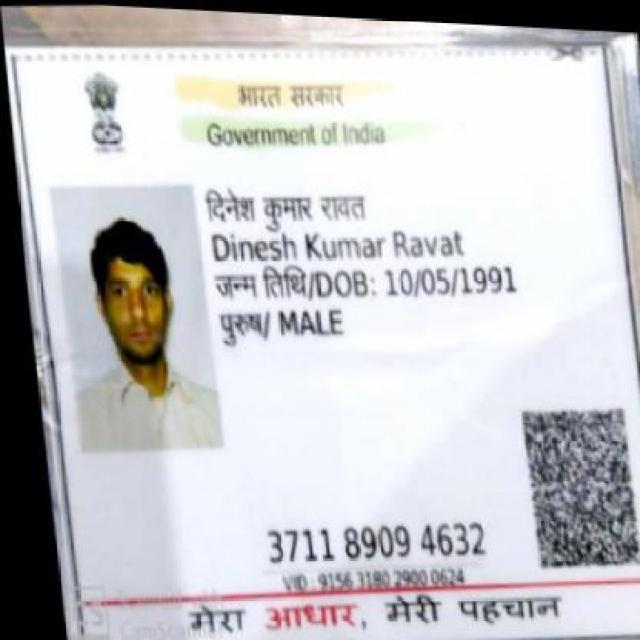 भारत सरकार
Government of India
दिनेश कुमार रावत
Dinesh Kumar Ravat
जन्म तिथि/DOB: 10/05/1991
पुरुष/ MALE
3711 8909 4632
VID : 9156 3180 2900 0624
मेरा आधार, मेरी पहचान